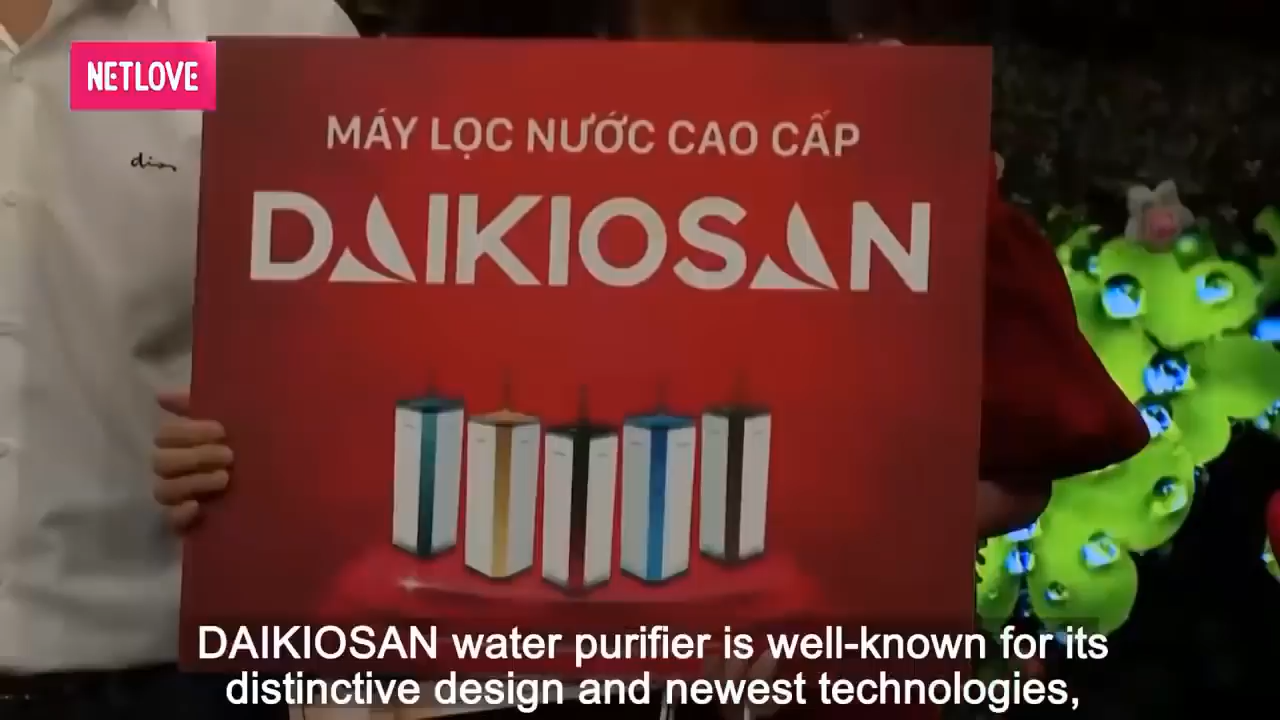 NETLOVE
MÁY LỌC NƯỚC CAO CẤP
DAIKIOSAN
DAIKIOSAN water purifier is well-known for its
distinctive design and newest technologies,